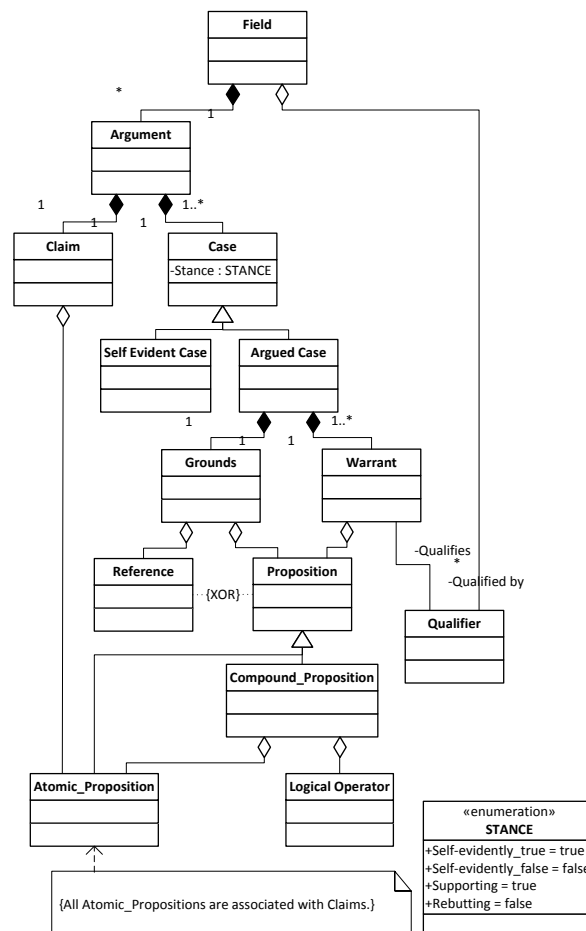 Field
*
1
Argument
1
1
1
1..*
Claim
Case
-Stance : STANCE
Self Evident Case
Argued Case
1
1
1
1..*
Grounds
Warrant
-Qualifies
*
-Qualified by
Reference
Proposition
{XOR}
Qualifier
Compound_Proposition
Atomic_Proposition
Logical Operator
«enumeration»
STANCE
+Self-evidently_true = true
+Self-evidently_false = false
+Supporting = true
+Rebutting = false
{All Atomic_Propositions are associated with Claims.}